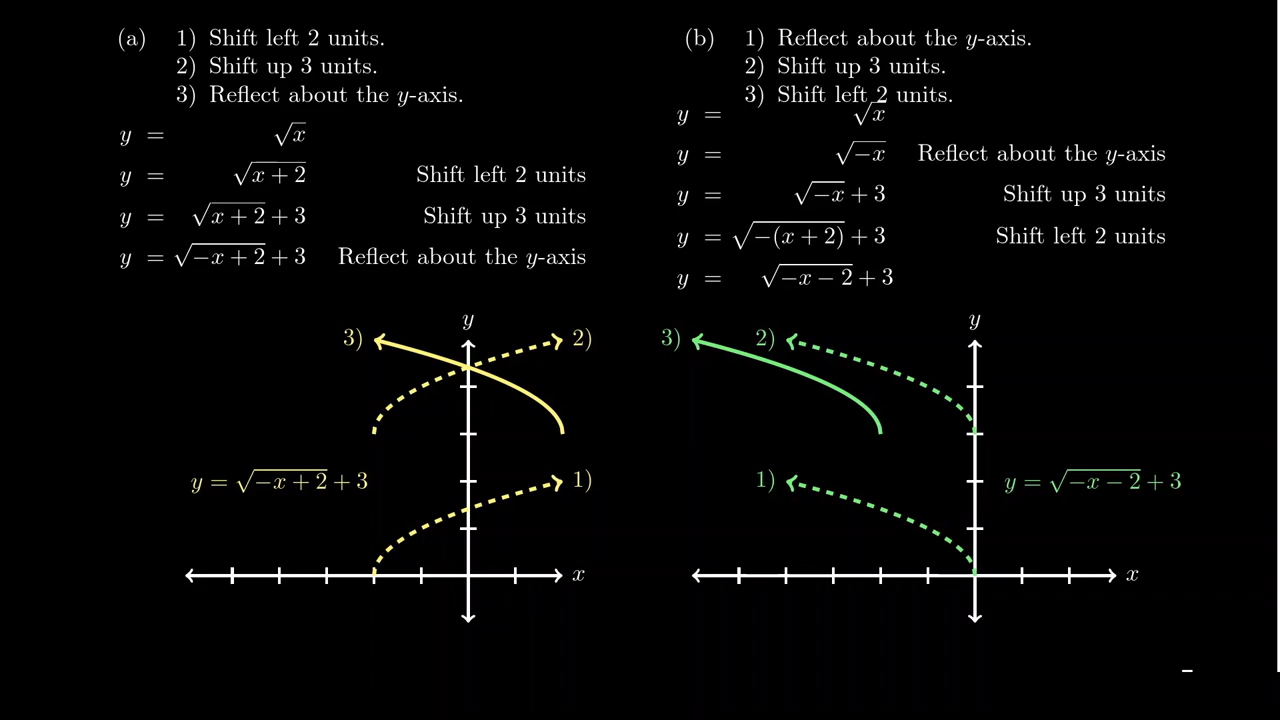 (a) 1) Shift left 2 units.
2) Shift up 3 units.
3) Reflect about the y-axis.
y = √x
y = √(x + 2) Shift left 2 units
y = √(x + 2) + 3 Shift up 3 units
y = √(−x + 2) + 3 Reflect about the y-axis
(b) 1) Reflect about the y-axis.
2) Shift up 3 units.
3) Shift left 2 units.
y = √x
y = √(−x) Reflect about the y-axis
y = √(−x) + 3 Shift up 3 units
y = √(−(x + 2)) + 3 Shift left 2 units
y = √(−x − 2) + 3
y
3)
2)
y = √(−x + 2) + 3
1)
x
y
3)
2)
1)
y = √(−x − 2) + 3
x